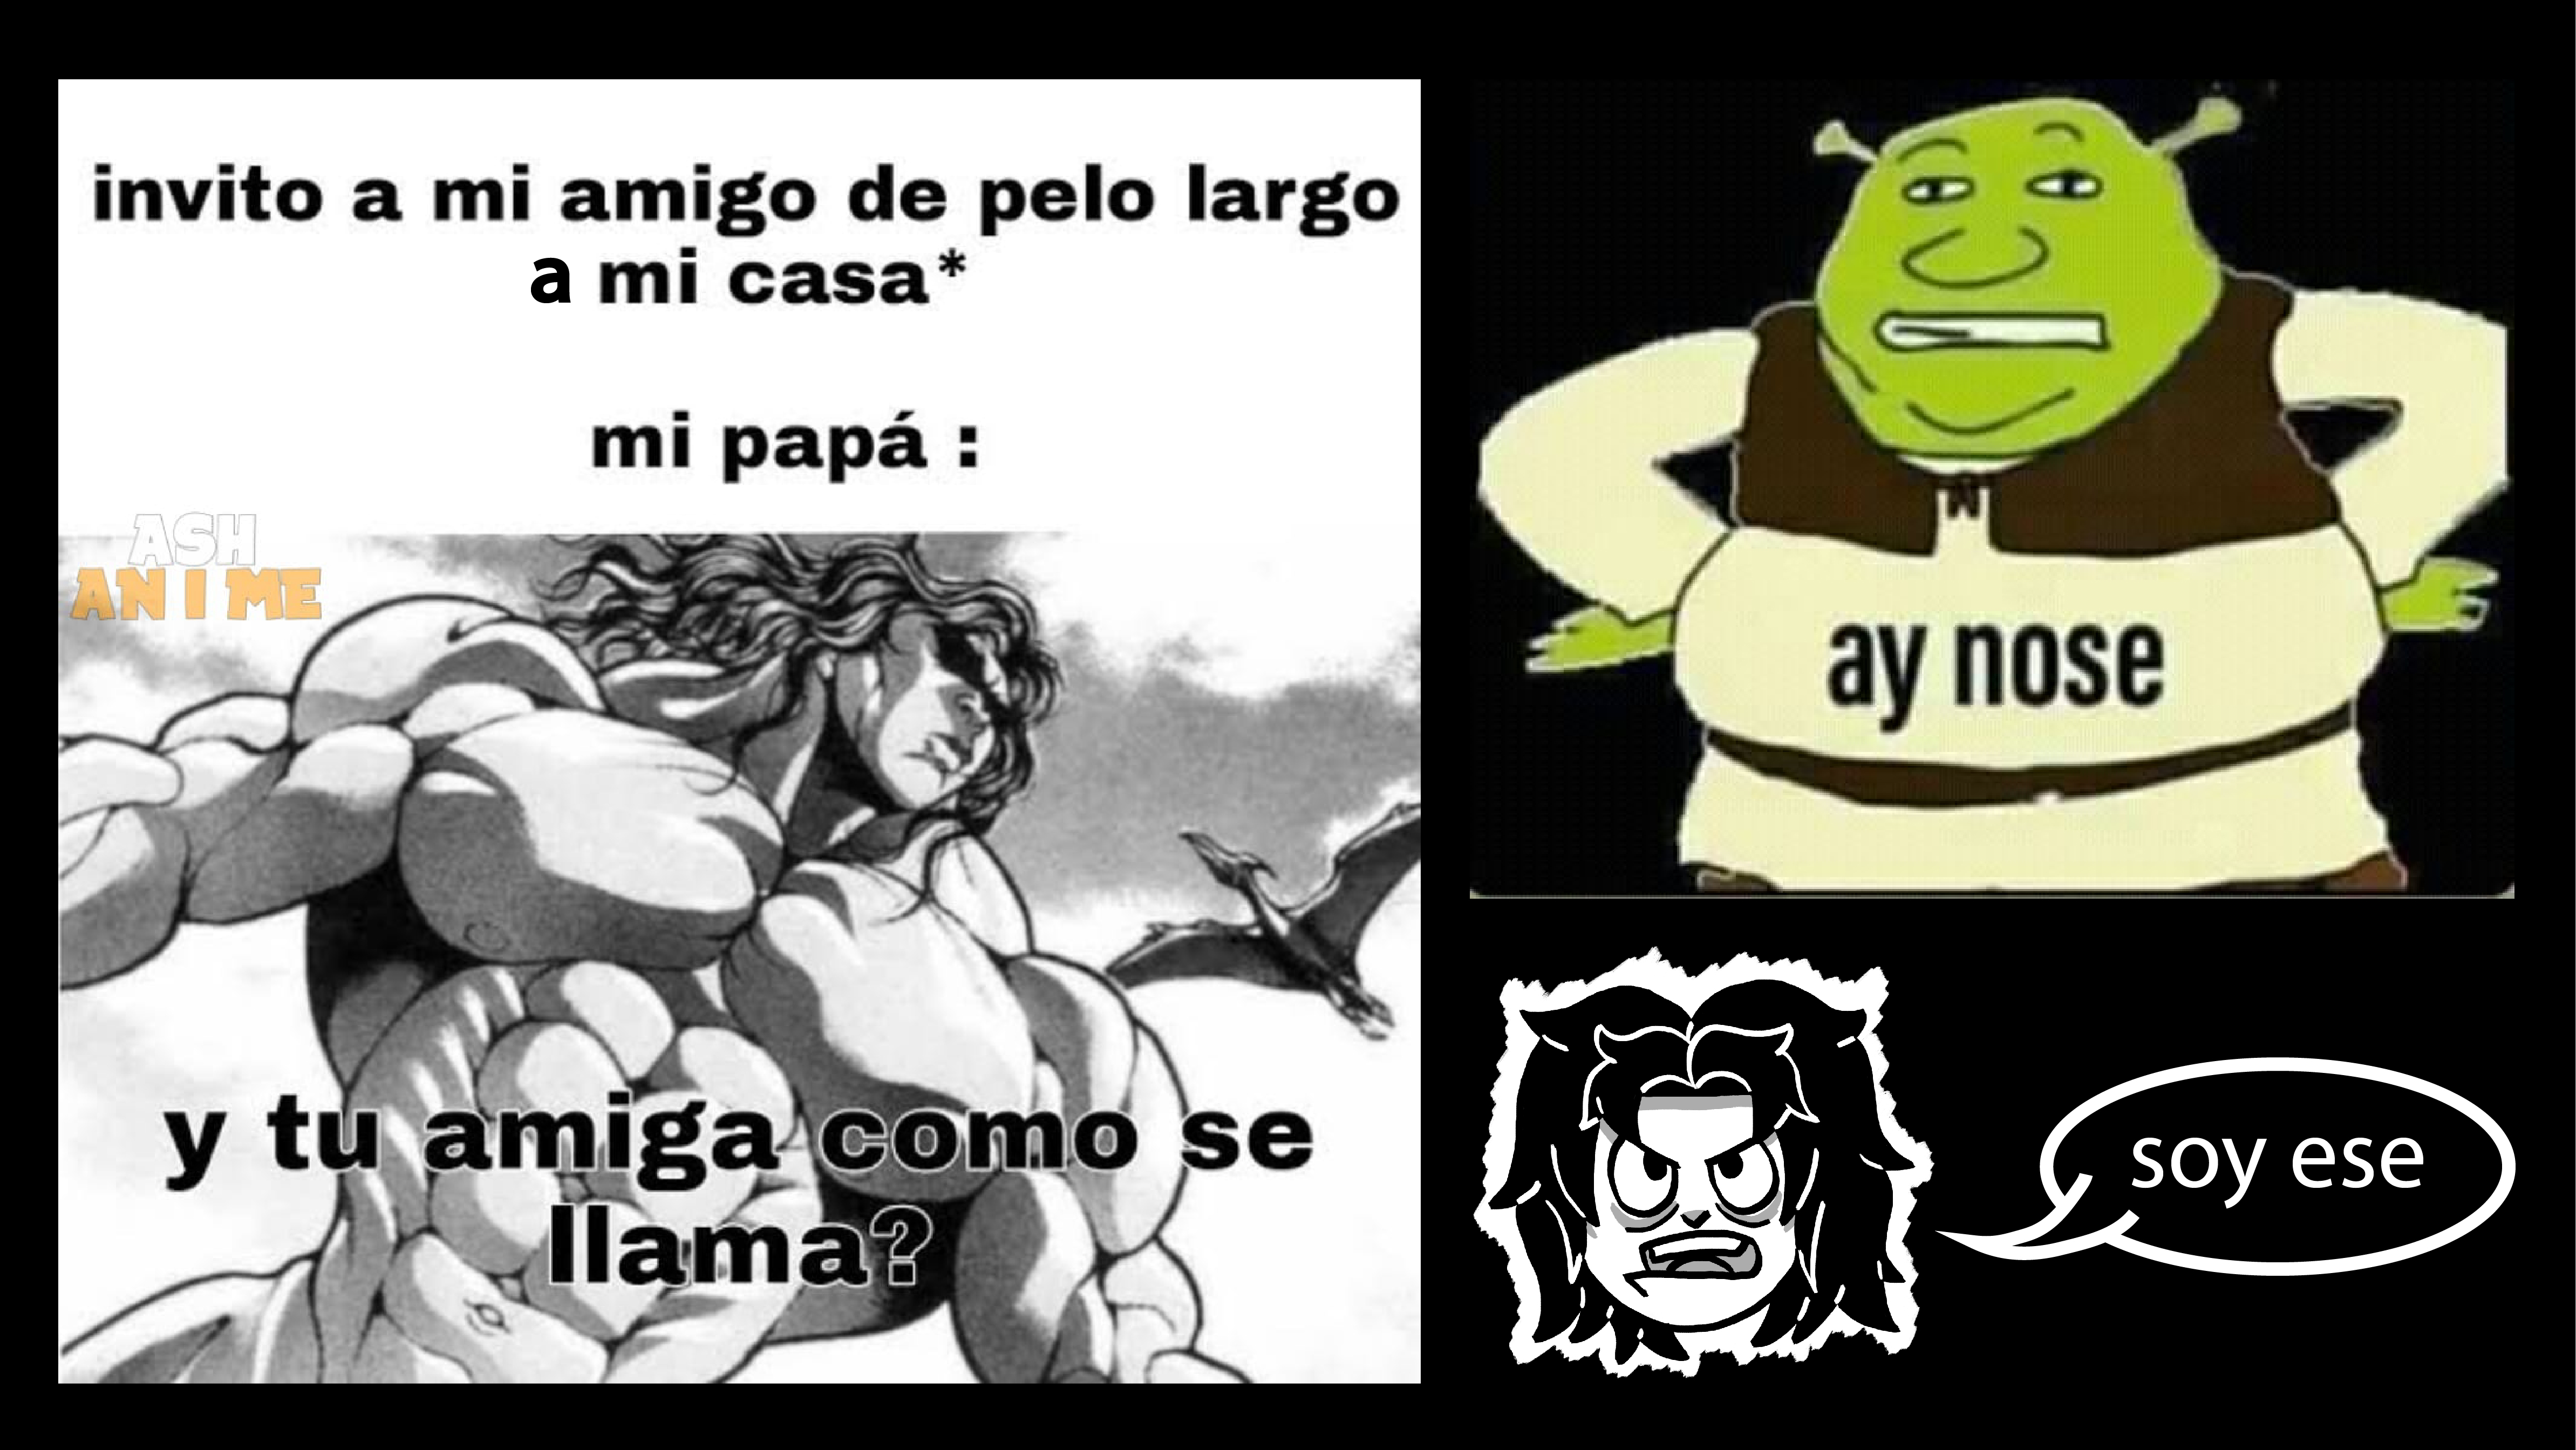 invito a mi amigo de pelo largo
a mi casa*
mi papá :
ASH
ANIME
y tu amiga como se
llama?
ay nose
soy ese